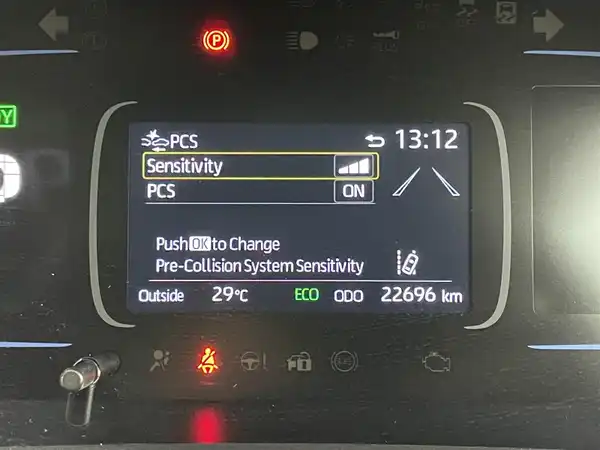 PCS 13:12
Sensitivity
PCS ON
Push OK to Change
Pre-Collision System Sensitivity
Outside 29°C ECO ODO 22696 km